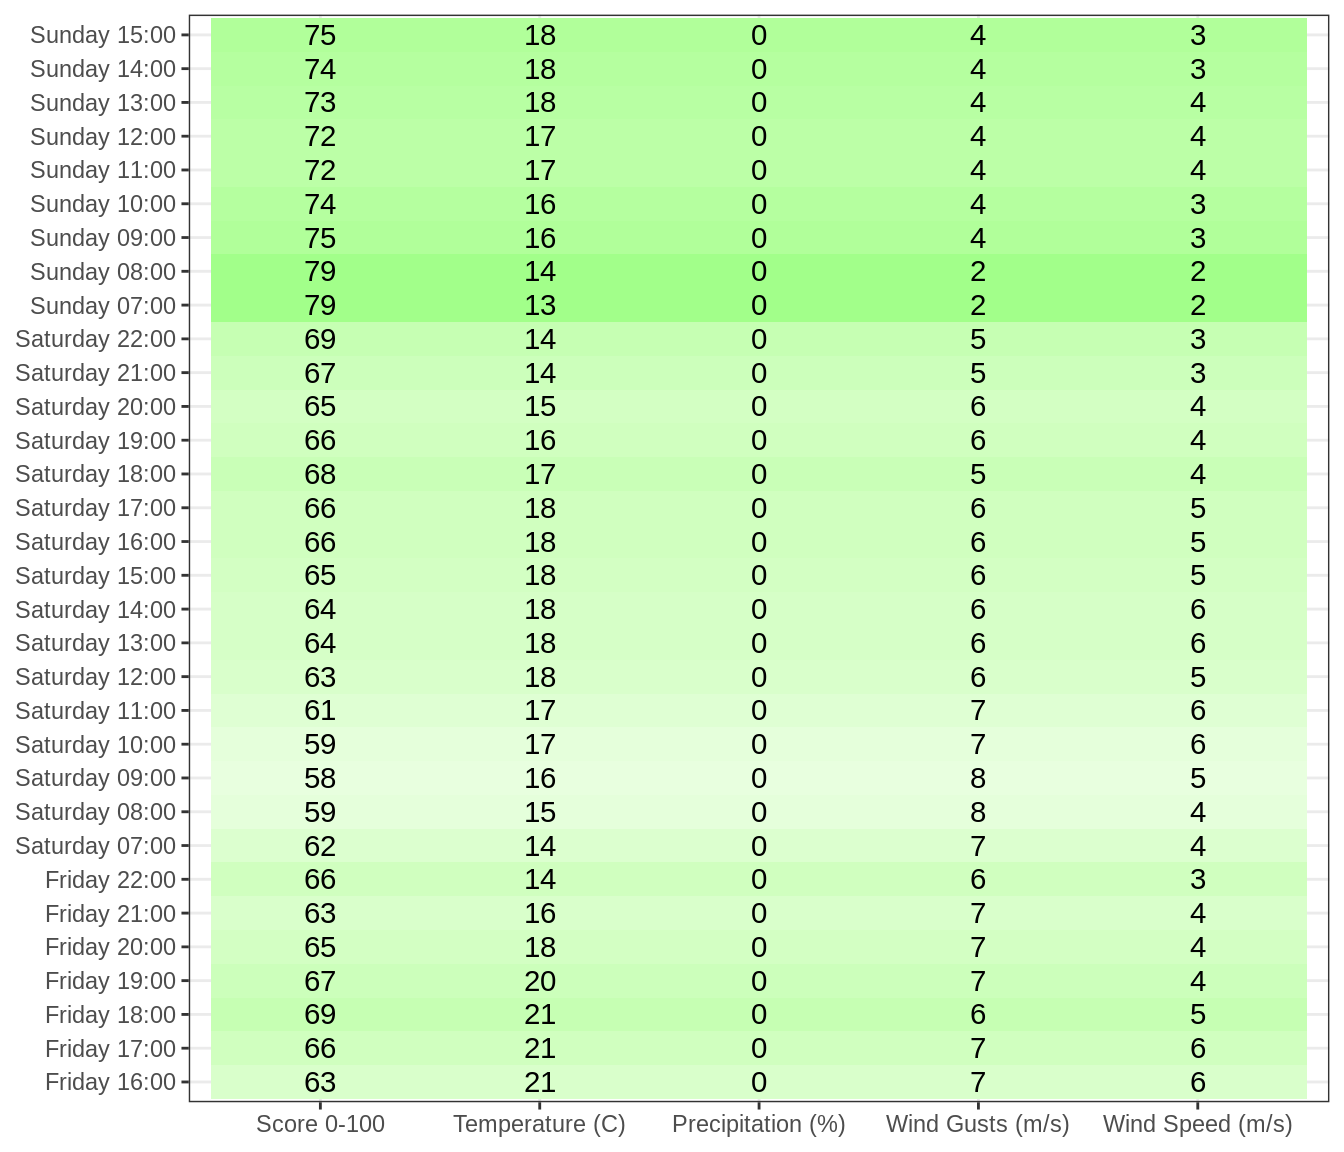 Sunday 15:00 75 18 0 4 3
Sunday 14:00 74 18 0 4 3
Sunday 13:00 73 18 0 4 4
Sunday 12:00 72 17 0 4 4
Sunday 11:00 72 17 0 4 4
Sunday 10:00 74 16 0 4 3
Sunday 09:00 75 16 0 4 3
Sunday 08:00 79 14 0 2 2
Sunday 07:00 79 13 0 2 2
Saturday 22:00 69 14 0 5 3
Saturday 21:00 67 14 0 5 3
Saturday 20:00 65 15 0 6 4
Saturday 19:00 66 16 0 6 4
Saturday 18:00 68 17 0 5 4
Saturday 17:00 66 18 0 6 5
Saturday 16:00 66 18 0 6 5
Saturday 15:00 65 18 0 6 5
Saturday 14:00 64 18 0 6 6
Saturday 13:00 64 18 0 6 6
Saturday 12:00 63 18 0 6 5
Saturday 11:00 61 17 0 7 6
Saturday 10:00 59 17 0 7 6
Saturday 09:00 58 16 0 8 5
Saturday 08:00 59 15 0 8 4
Saturday 07:00 62 14 0 7 4
Friday 22:00 66 14 0 6 3
Friday 21:00 63 16 0 7 4
Friday 20:00 65 18 0 7 4
Friday 19:00 67 20 0 7 4
Friday 18:00 69 21 0 6 5
Friday 17:00 66 21 0 7 6
Friday 16:00 63 21 0 7 6
Score 0-100 Temperature (C) Precipitation (%) Wind Gusts (m/s) Wind Speed (m/s)